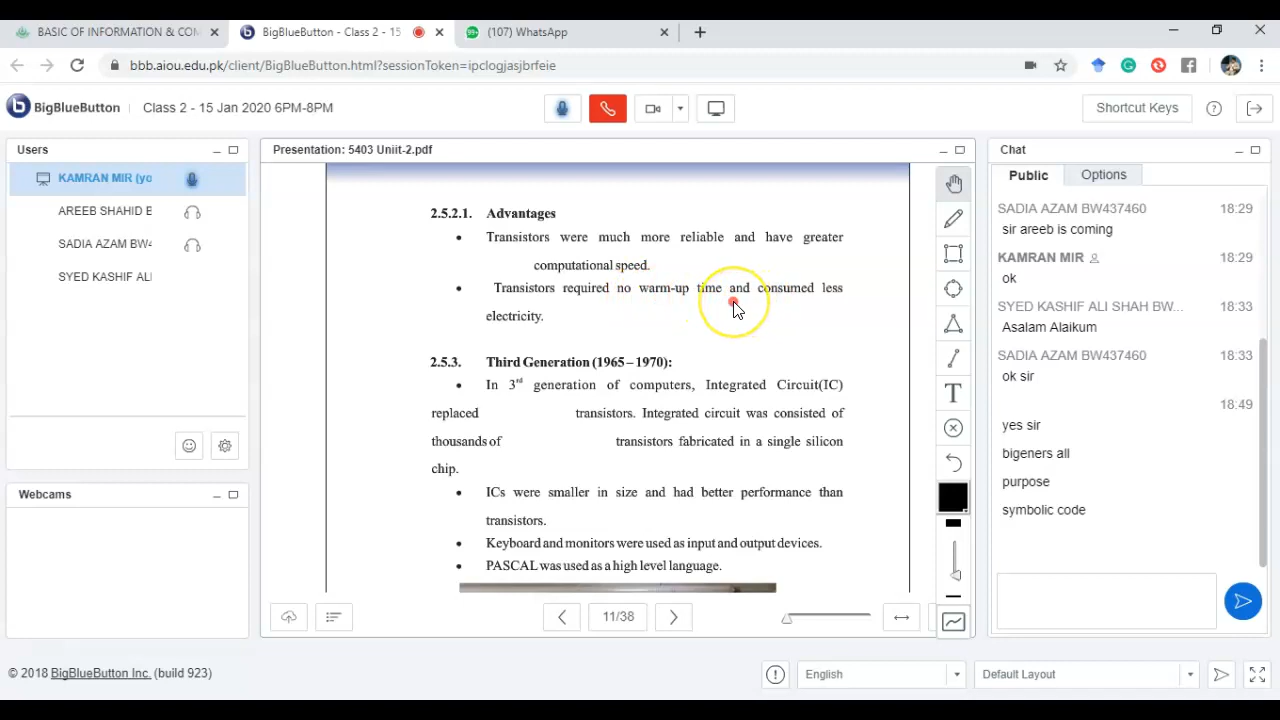 BASIC OF INFORMATION & COM
BigBlueButton - Class 2 - 15
99+
(107) WhatsApp
bbb.aiou.edu.pk/client/BigBlueButton.html?sessionToken=ipclogjasjbrfeie
BigBlueButton
Class 2 - 15 Jan 2020 6PM-8PM
Shortcut Keys
Users
KAMRAN MIR (yo
AREEB SHAHID B
SADIA AZAM BW4
SYED KASHIF ALI
Webcams
Presentation: 5403 Uniit-2.pdf
2.5.2.1. Advantages
• Transistors were much more reliable and have greater
computational speed.
• Transistors required no warm-up time and consumed less
electricity.
2.5.3. Third Generation (1965 – 1970):
• In 3rd generation of computers, Integrated Circuit(IC)
replaced transistors. Integrated circuit was consisted of
thousands of transistors fabricated in a single silicon
chip.
• ICs were smaller in size and had better performance than
transistors.
• Keyboard and monitors were used as input and output devices.
• PASCAL was used as a high level language.
11/38
T
Chat
Public
Options
SADIA AZAM BW437460 18:29
sir areeb is coming
KAMRAN MIR 18:29
ok
SYED KASHIF ALI SHAH BW... 18:33
Asalam Alaikum
SADIA AZAM BW437460 18:33
ok sir
18:49
yes sir
bigeners all
purpose
symbolic code
© 2018 BigBlueButton Inc. (build 923)
English
Default Layout